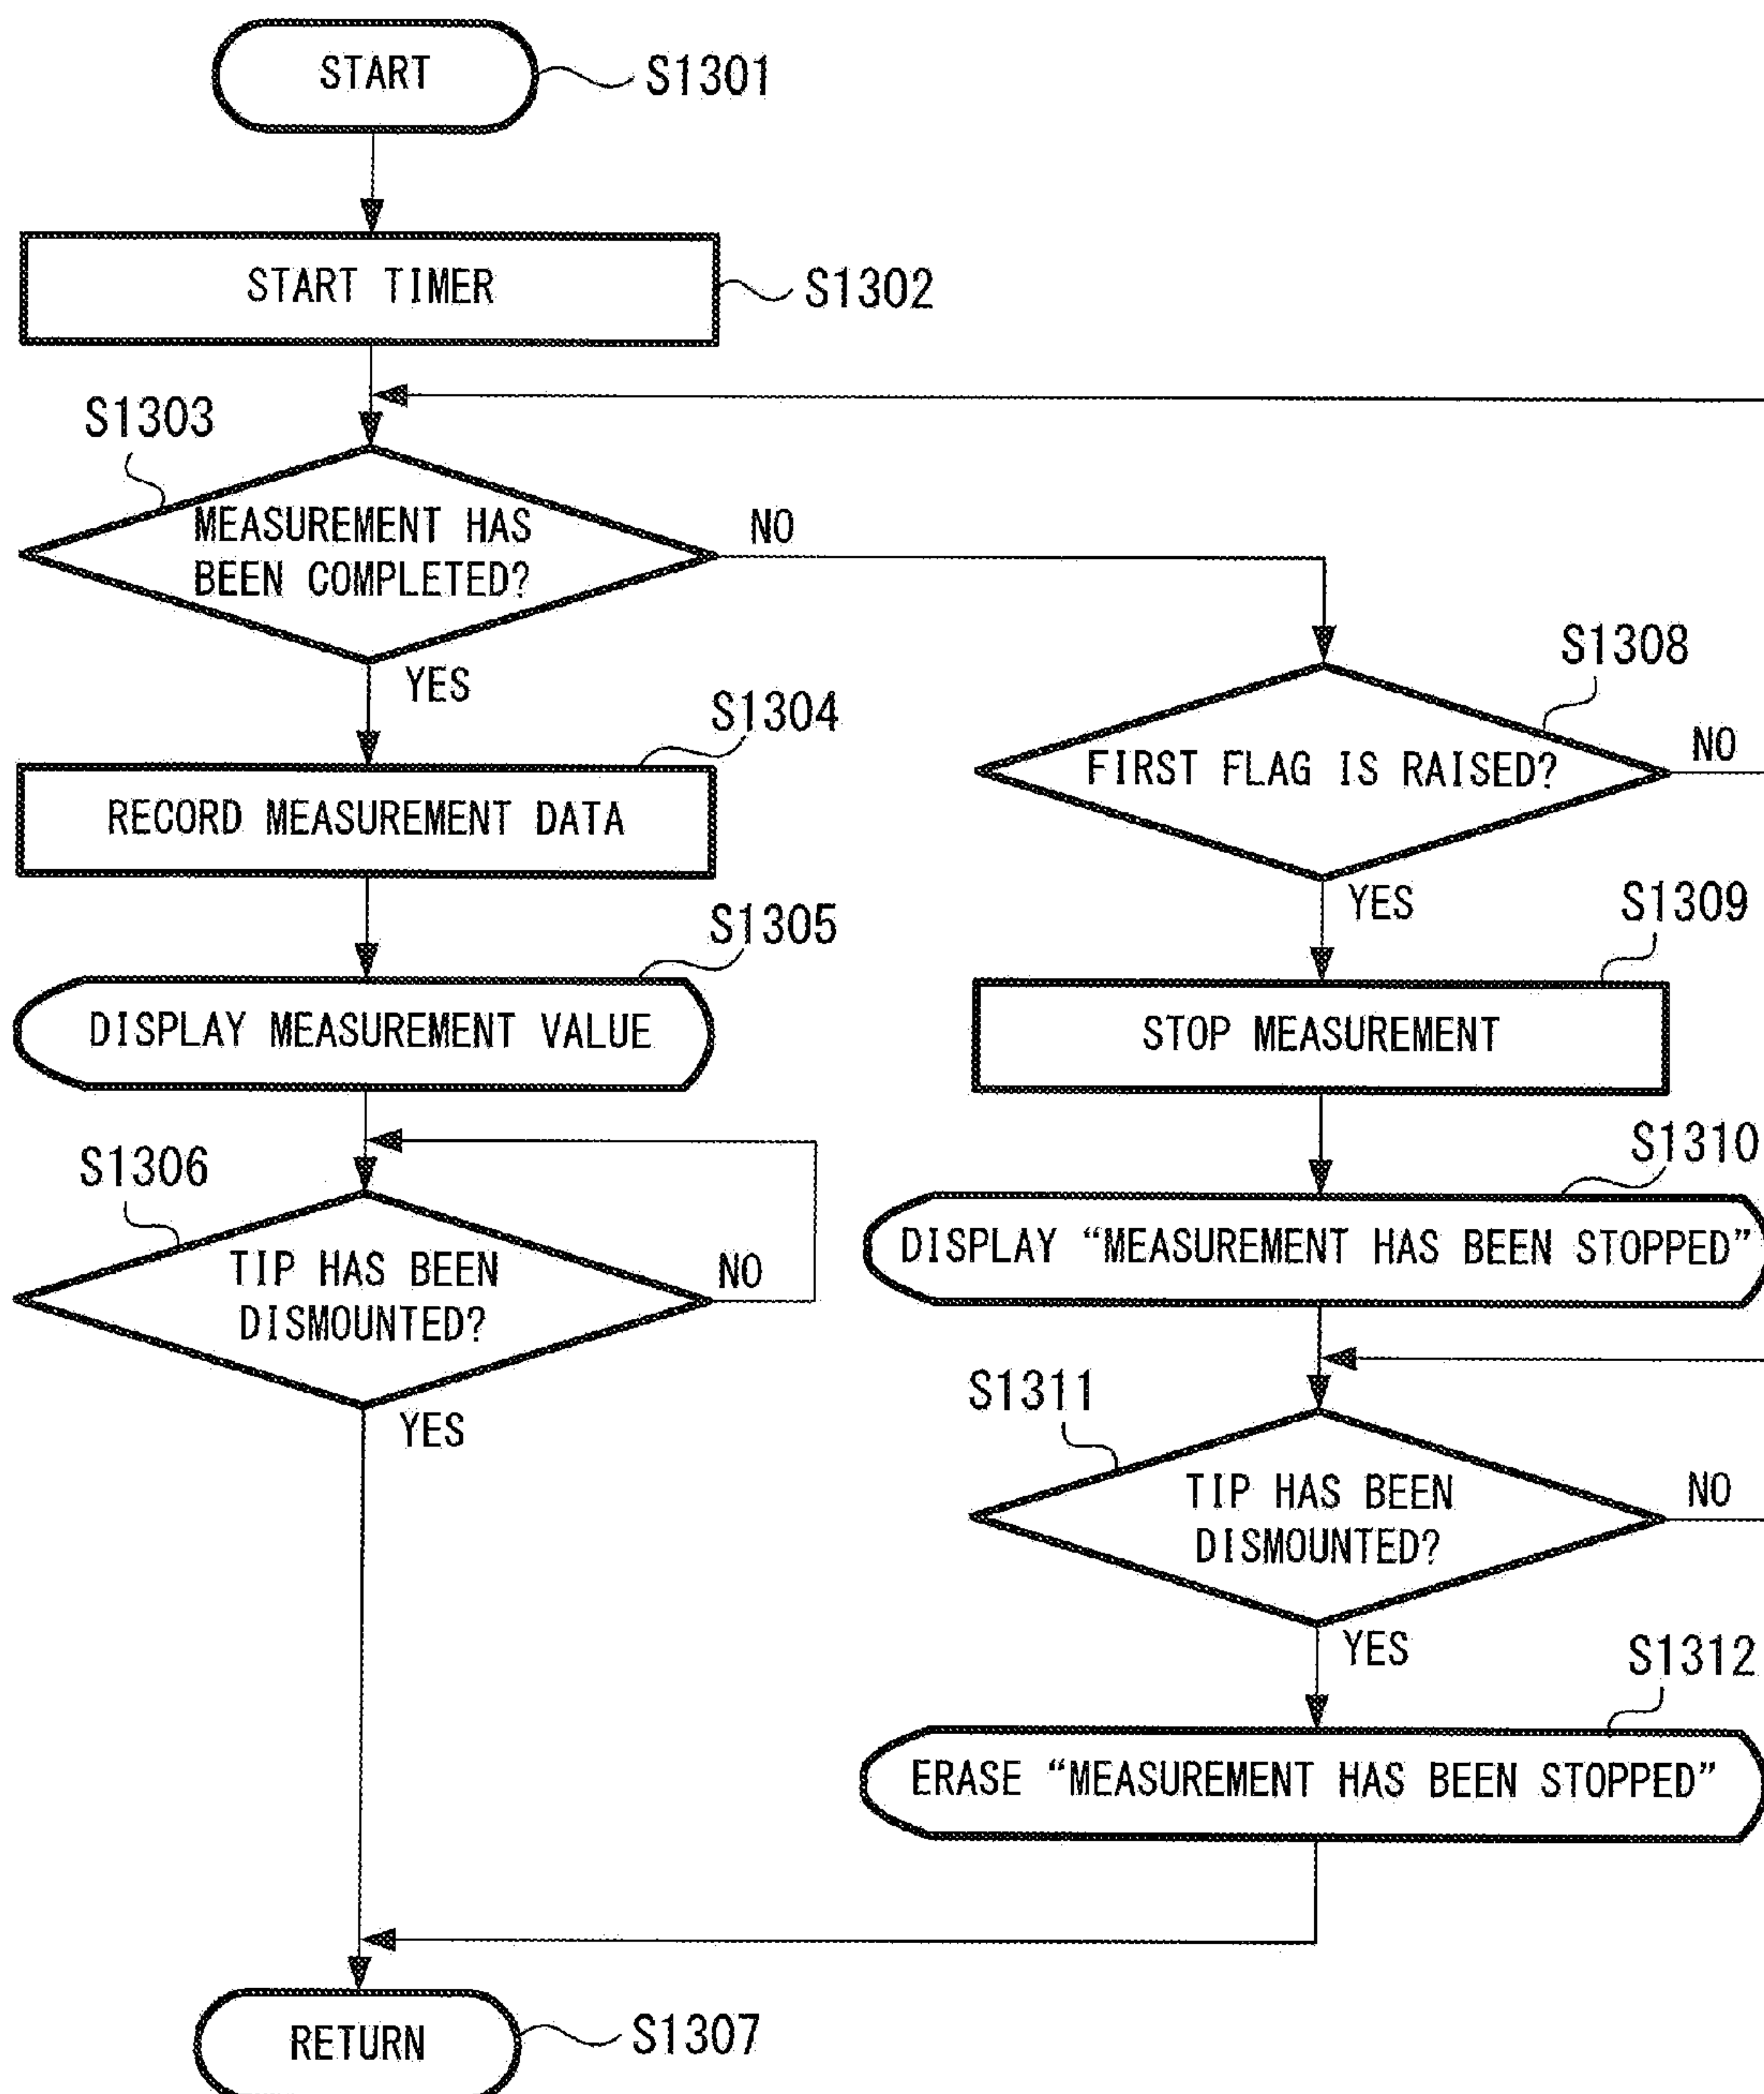 START
S1301
START TIMER
S1302
S1303
MEASUREMENT HAS
BEEN COMPLETED?
NO
YES
S1304
RECORD MEASUREMENT DATA
S1305
DISPLAY MEASUREMENT VALUE
S1306
TIP HAS BEEN
DISMOUNTED?
NO
YES
S1308
FIRST FLAG IS RAISED?
NO
YES
S1309
STOP MEASUREMENT
S1310
DISPLAY “MEASUREMENT HAS BEEN STOPPED”
S1311
TIP HAS BEEN
DISMOUNTED?
NO
YES
S1312
ERASE “MEASUREMENT HAS BEEN STOPPED”
RETURN
S1307